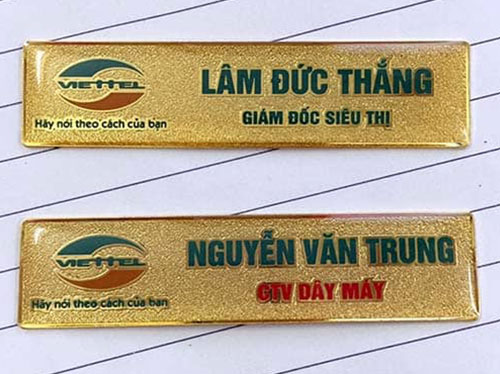 VIETTEL
Hãy nói theo cách của bạn
LÂM ĐỨC THẮNG
GIÁM ĐỐC SIÊU THỊ
VIETTEL
Hãy nói theo cách của bạn
NGUYỄN VĂN TRUNG
CTV DÂY MÁY